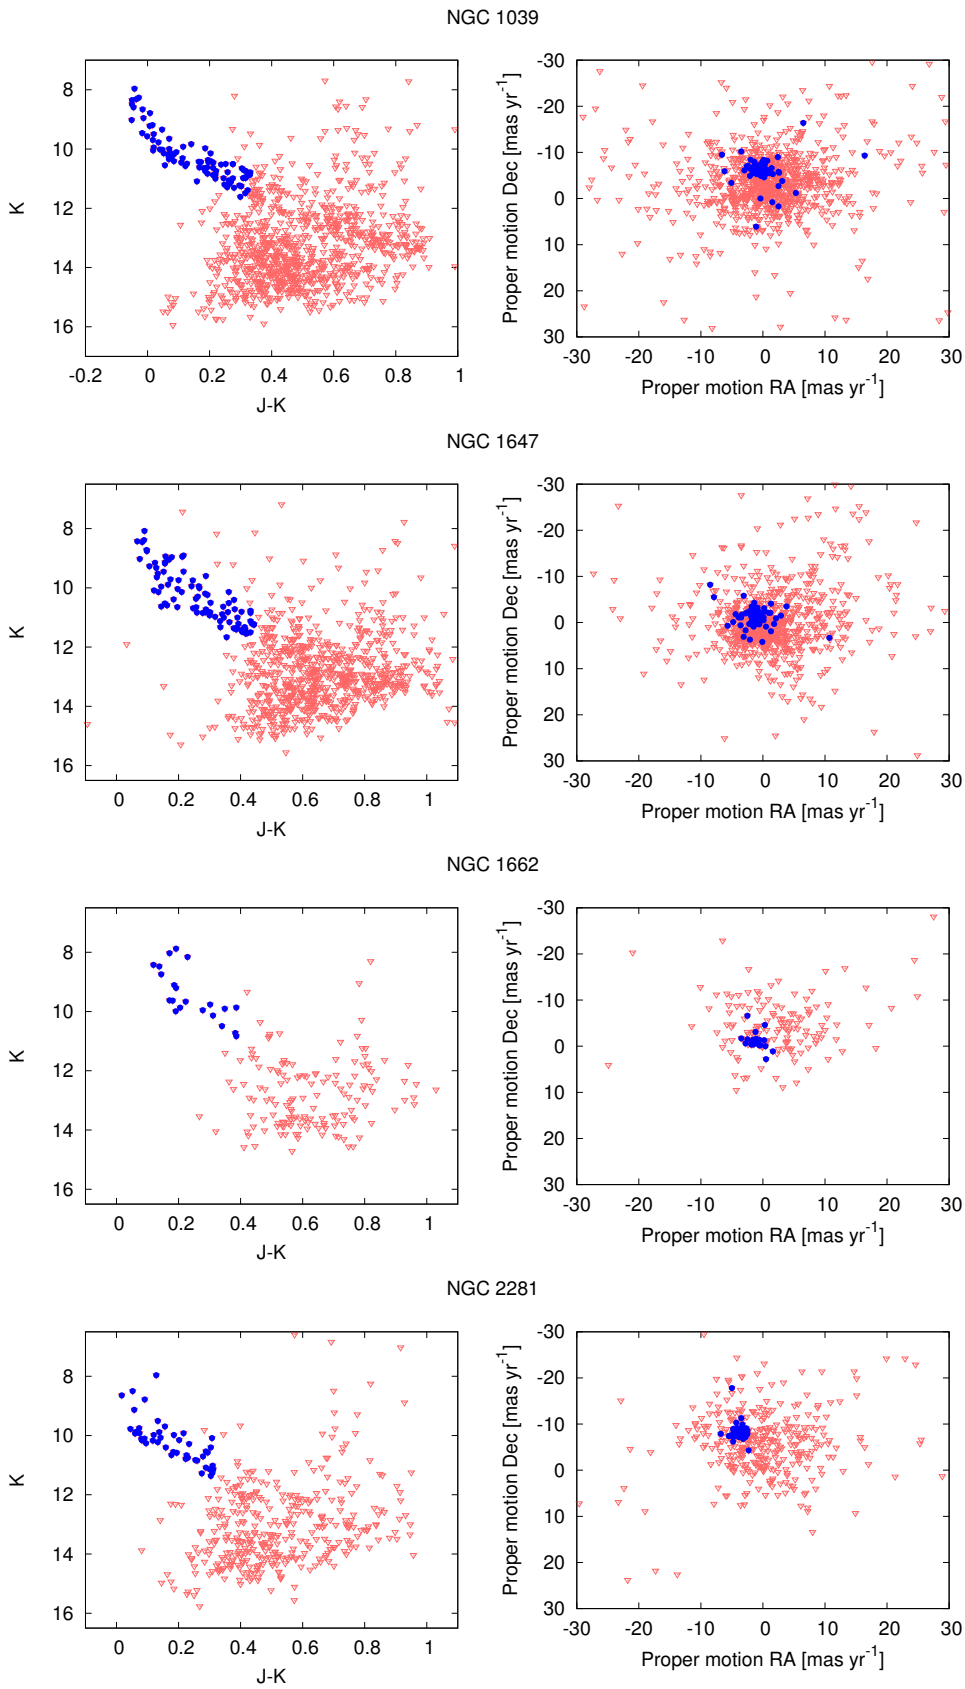 NGC 1039
8
10
12
14
16
-0.2 0 0.2 0.4 0.6 0.8 1
K
J-K
-30
-20
-10
0
10
20
30
-30 -20 -10 0 10 20 30
Proper motion Dec [mas yr-1]
Proper motion RA [mas yr-1]
NGC 1647
8
10
12
14
16
0 0.2 0.4 0.6 0.8 1
K
J-K
-30
-20
-10
0
10
20
30
-30 -20 -10 0 10 20 30
Proper motion Dec [mas yr-1]
Proper motion RA [mas yr-1]
NGC 1662
8
10
12
14
16
0 0.2 0.4 0.6 0.8 1
K
J-K
-30
-20
-10
0
10
20
30
-30 -20 -10 0 10 20 30
Proper motion Dec [mas yr-1]
Proper motion RA [mas yr-1]
NGC 2281
8
10
12
14
16
0 0.2 0.4 0.6 0.8 1
K
J-K
-30
-20
-10
0
10
20
30
-30 -20 -10 0 10 20 30
Proper motion Dec [mas yr-1]
Proper motion RA [mas yr-1]